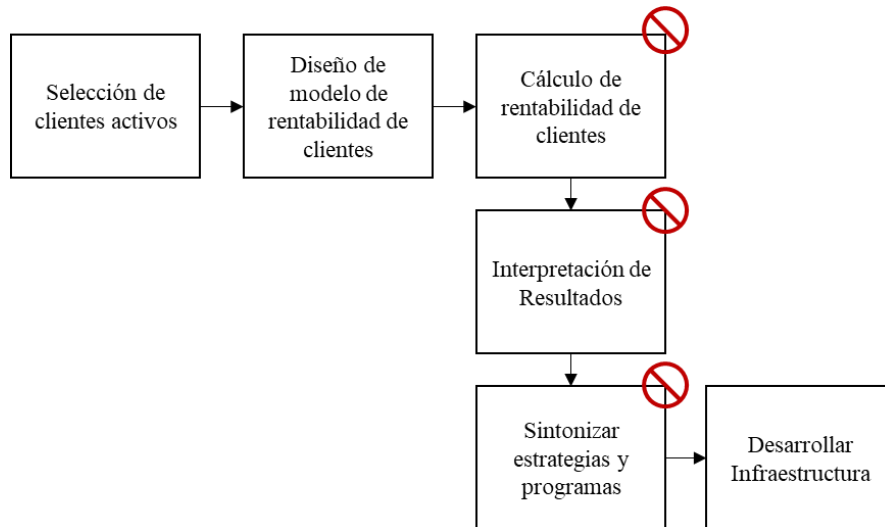 Selección de
clientes activos
Diseño de
modelo de
rentabilidad de
clientes
Cálculo de
rentabilidad de
clientes
Interpretación de
Resultados
Sintonizar
estrategias y
programas
Desarrollar
Infraestructura